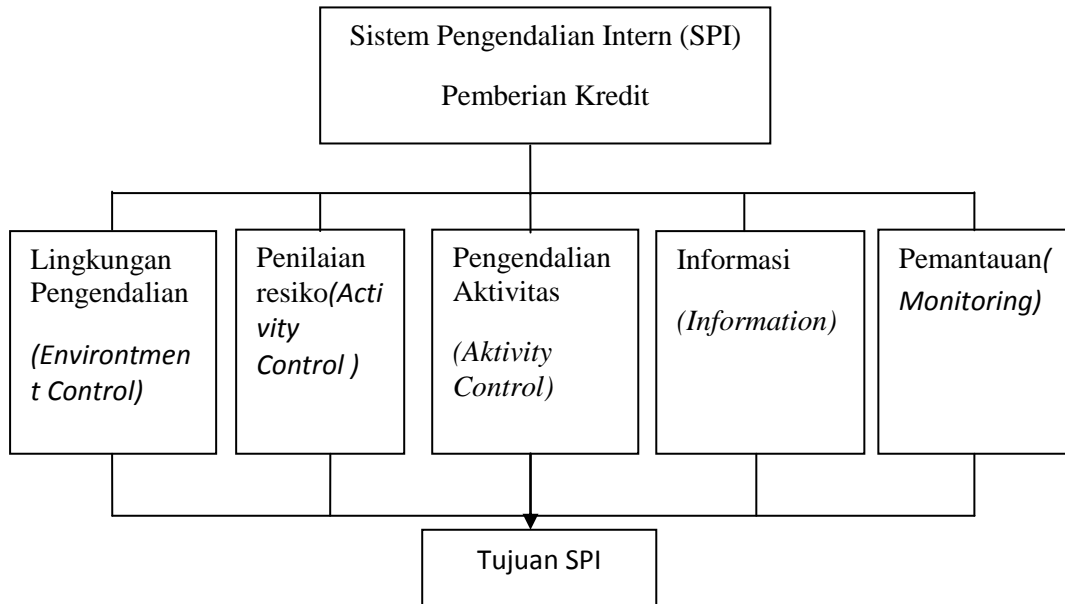 Sistem Pengendalian Intern (SPI)
Pemberian Kredit
Lingkungan
Pengendalian
(Environtmen
t Control)
Penilaian
resiko(Acti
vity
Control )
Pengendalian
Aktivitas
(Aktivity
Control)
Informasi
(Information)
Pemantauan(
Monitoring)
Tujuan SPI